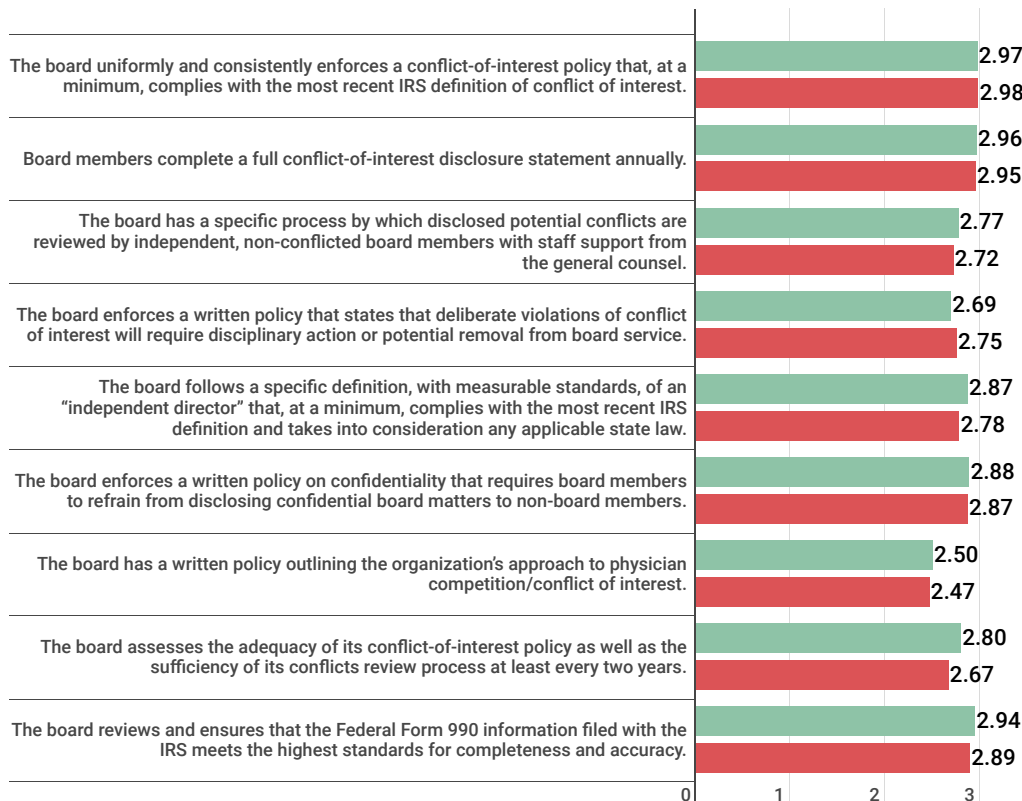 The board uniformly and consistently enforces a conflict-of-interest policy that, at a
minimum, complies with the most recent IRS definition of conflict of interest.
2.97
2.98
Board members complete a full conflict-of-interest disclosure statement annually.
2.96
2.95
The board has a specific process by which disclosed potential conflicts are
reviewed by independent, non-conflicted board members with staff support from
the general counsel.
2.77
2.72
The board enforces a written policy that states that deliberate violations of conflict
of interest will require disciplinary action or potential removal from board service.
2.69
2.75
The board follows a specific definition, with measurable standards, of an
“independent director” that, at a minimum, complies with the most recent IRS
definition and takes into consideration any applicable state law.
2.87
2.78
The board enforces a written policy on confidentiality that requires board members
to refrain from disclosing confidential board matters to non-board members.
2.88
2.87
The board has a written policy outlining the organization’s approach to physician
competition/conflict of interest.
2.50
2.47
The board assesses the adequacy of its conflict-of-interest policy as well as the
sufficiency of its conflicts review process at least every two years.
2.80
2.67
The board reviews and ensures that the Federal Form 990 information filed with the
IRS meets the highest standards for completeness and accuracy.
2.94
2.89
0 1 2 3